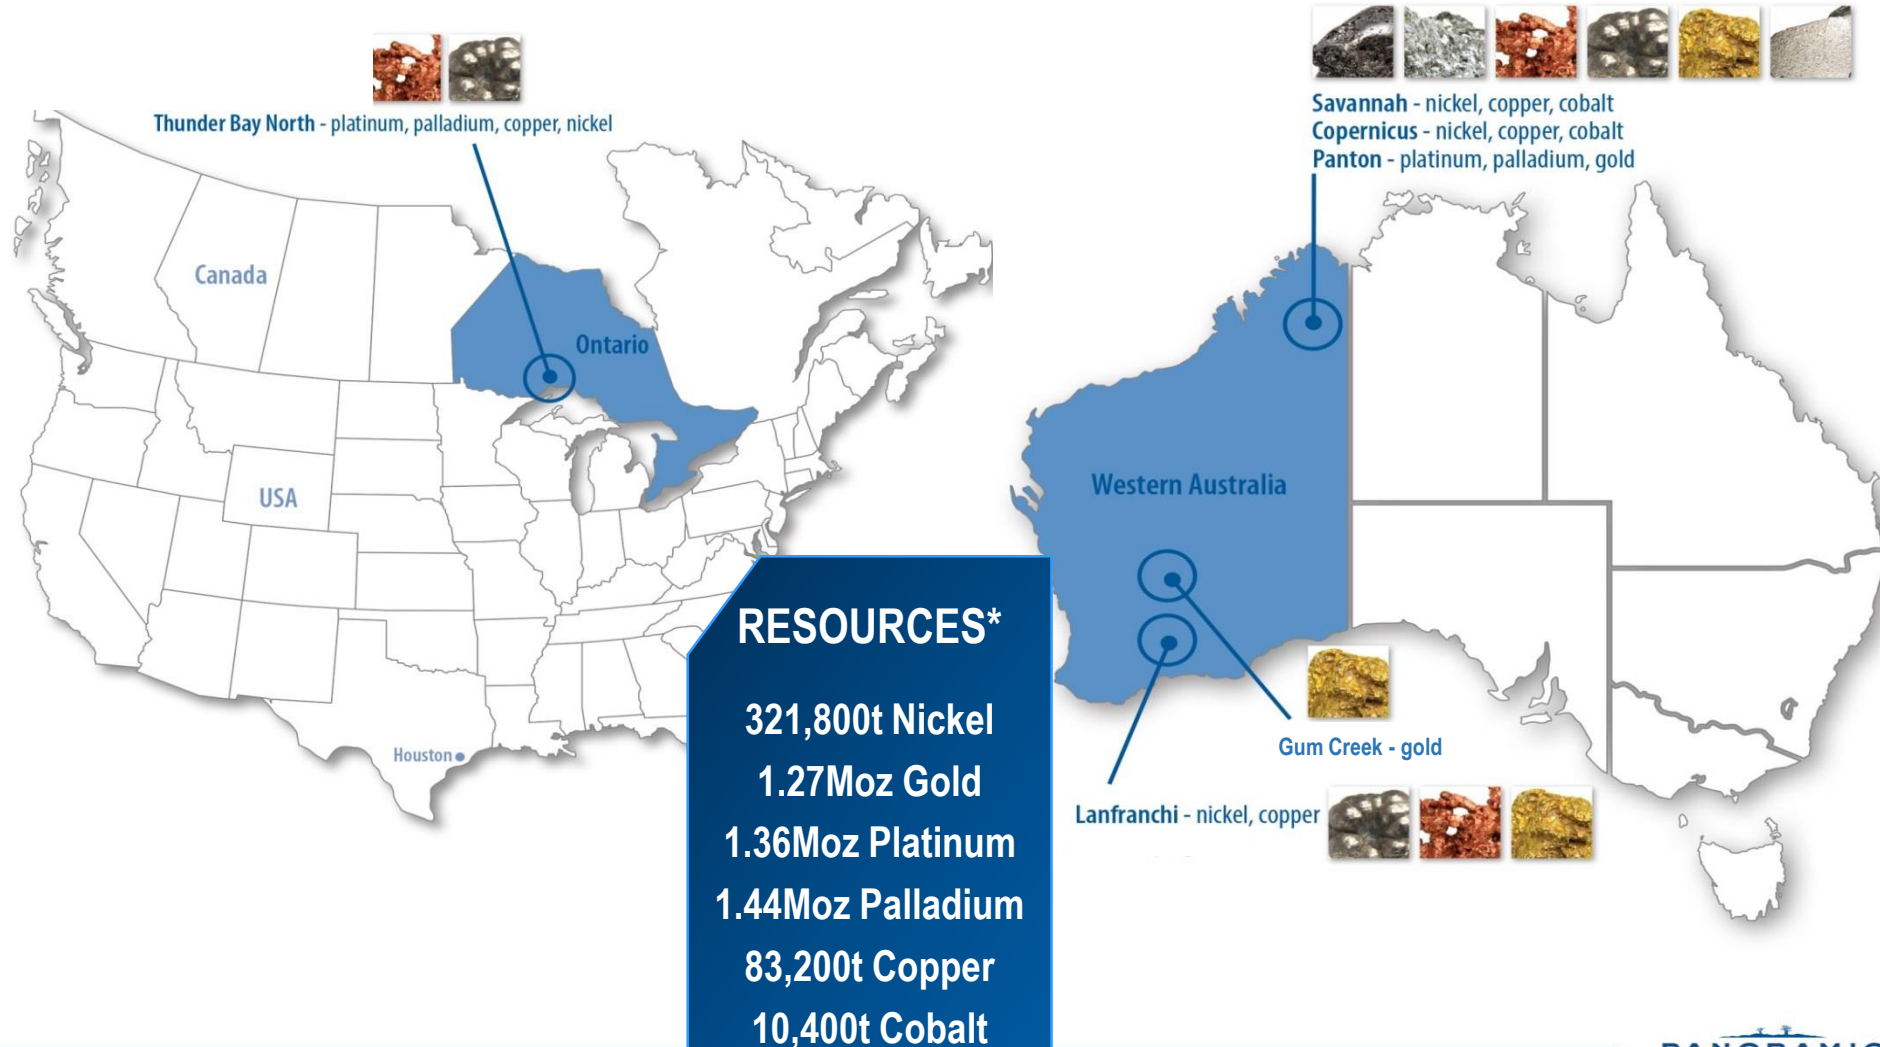 Thunder Bay North - platinum, palladium, copper, nickel
Canada
Ontario
USA
Houston
Savannah - nickel, copper, cobalt
Copernicus - nickel, copper, cobalt
Panton - platinum, palladium, gold
Western Australia
Gum Creek - gold
Lanfranchi - nickel, copper
RESOURCES*
321,800t Nickel
1.27Moz Gold
1.36Moz Platinum
1.44Moz Palladium
83,200t Copper
10,400t Cobalt
PANORAMIC